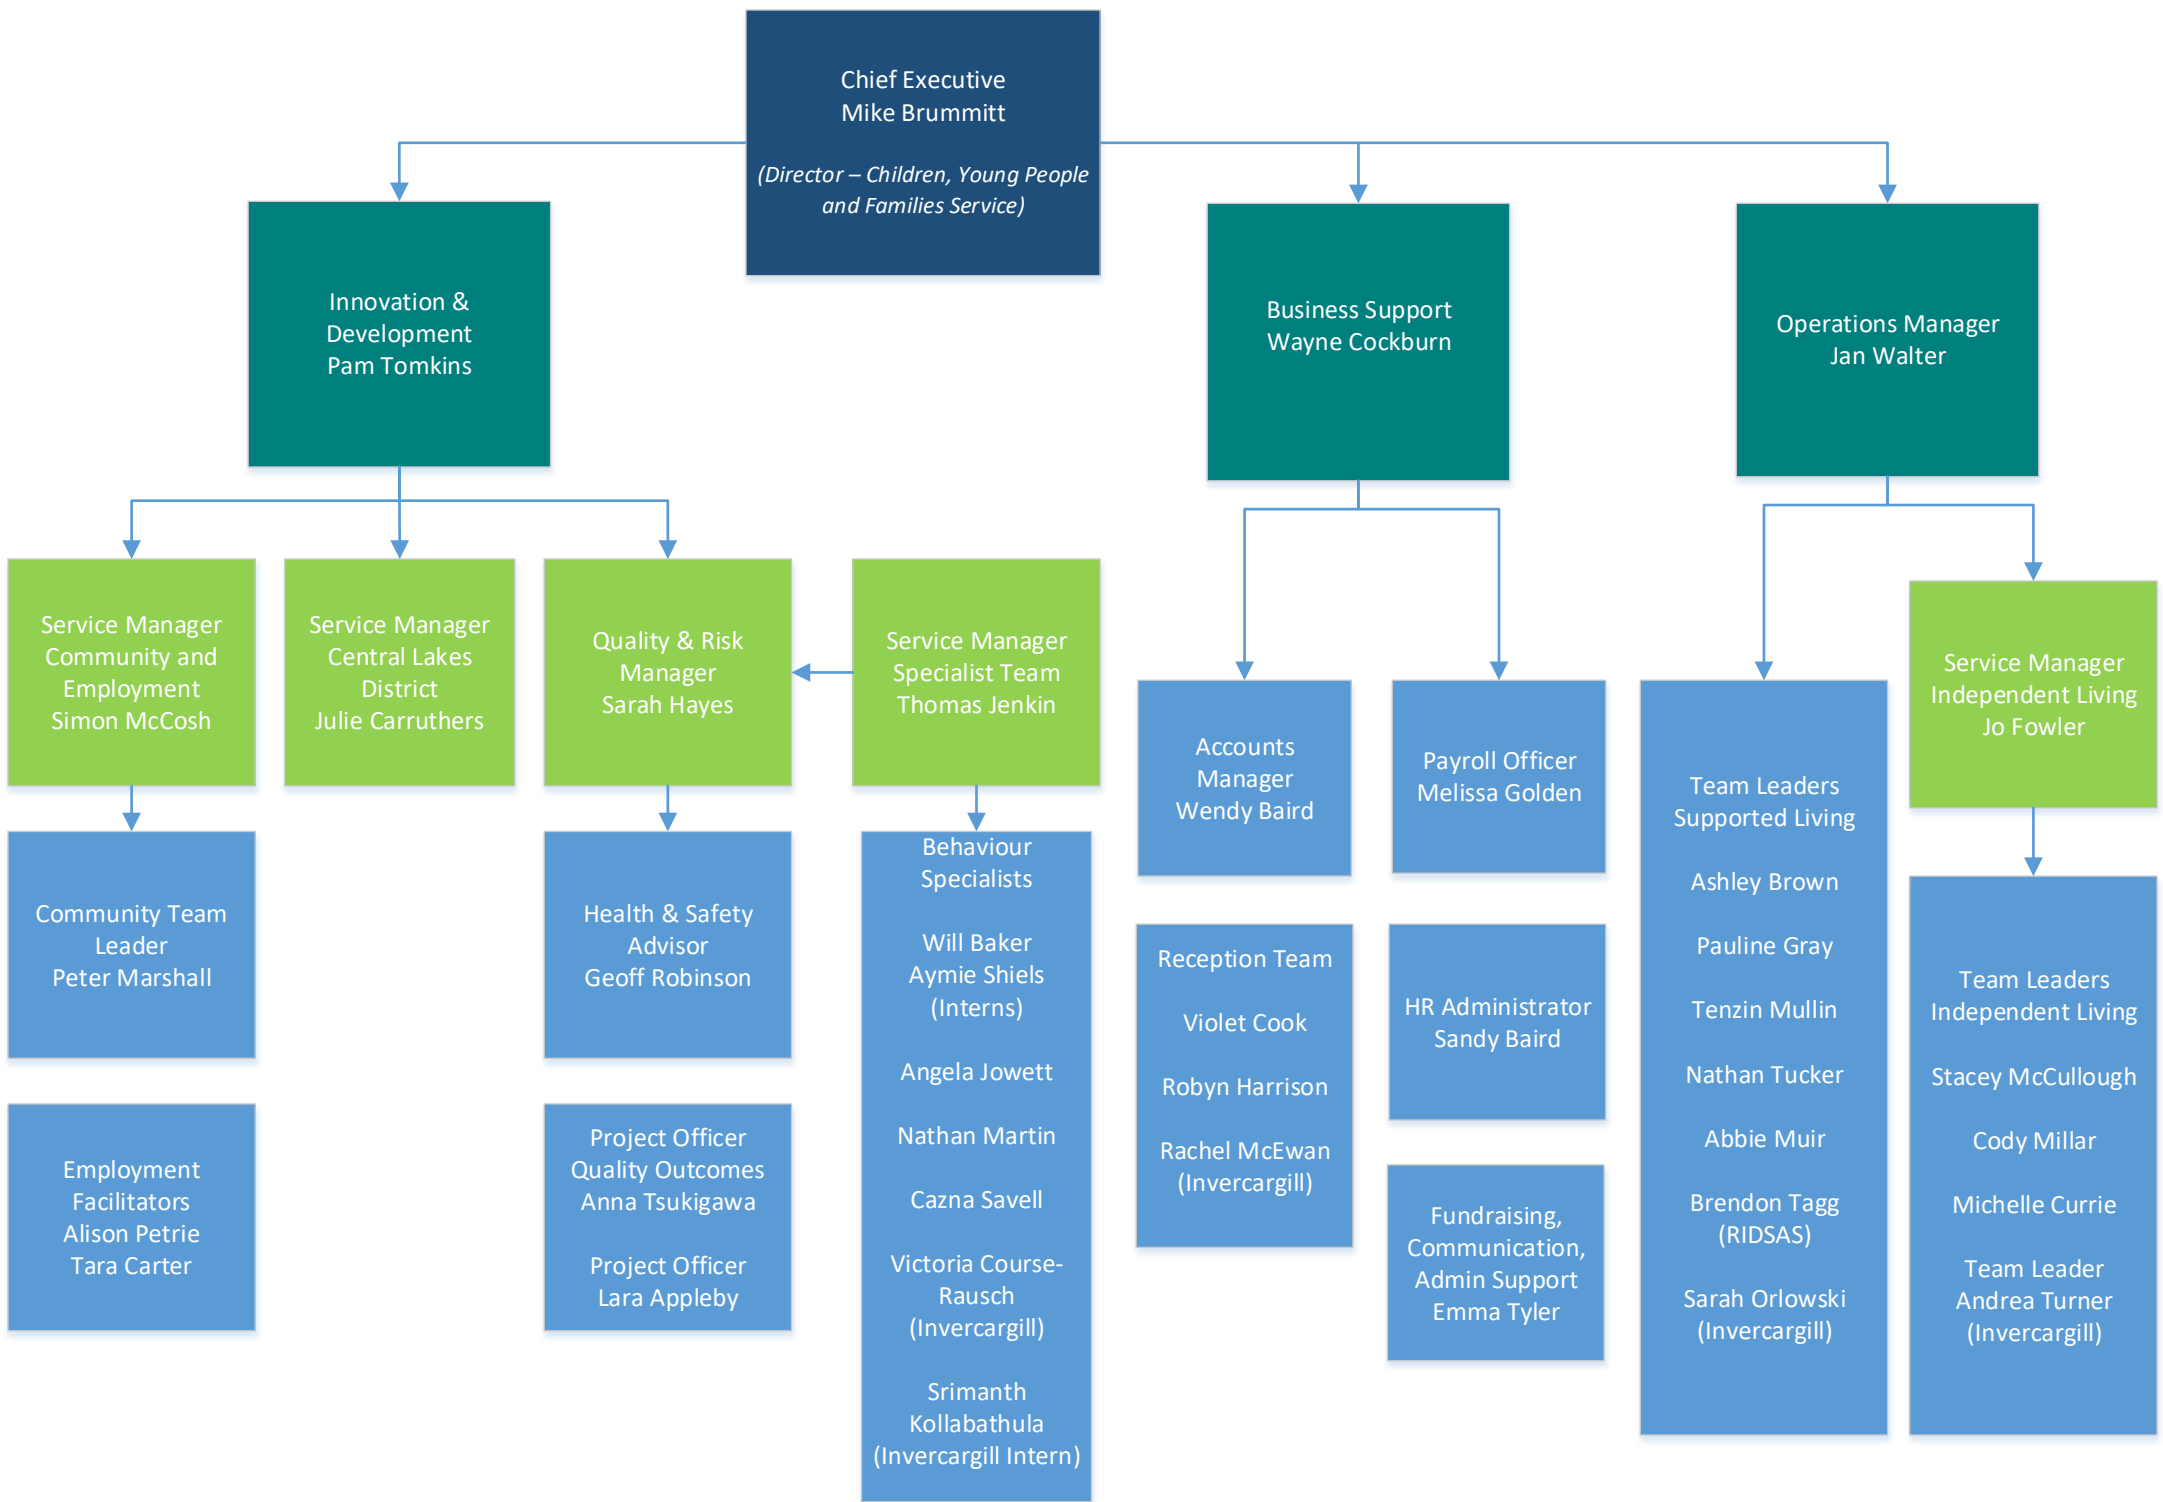 Chief Executive
Mike Brummitt
(Director – Children, Young People
and Families Service)
Innovation &
Development
Pam Tomkins
Business Support
Wayne Cockburn
Operations Manager
Jan Walter
Service Manager
Community and
Employment
Simon McCosh
Service Manager
Central Lakes
District
Julie Carruthers
Quality & Risk
Manager
Sarah Hayes
Service Manager
Specialist Team
Thomas Jenkin
Accounts
Manager
Wendy Baird
Payroll Officer
Melissa Golden
Team Leaders
Supported Living
Ashley Brown
Pauline Gray
Tenzin Mullin
Nathan Tucker
Abbie Muir
Brendon Tagg
(RIDSAS)
Sarah Orlowski
(Invercargill)
Service Manager
Independent Living
Jo Fowler
Community Team
Leader
Peter Marshall
Health & Safety
Advisor
Geoff Robinson
Behaviour
Specialists
Will Baker
Aymie Shiels
(Interns)
Angela Jowett
Nathan Martin
Cazna Savell
Victoria Course-
Rausch
(Invercargill)
Srimanth
Kollabathula
(Invercargill Intern)
Reception Team
Violet Cook
Robyn Harrison
Rachel McEwan
(Invercargill)
HR Administrator
Sandy Baird
Team Leaders
Independent Living
Stacey McCullough
Cody Millar
Michelle Currie
Team Leader
Andrea Turner
(Invercargill)
Employment
Facilitators
Alison Petrie
Tara Carter
Project Officer
Quality Outcomes
Anna Tsukigawa
Project Officer
Lara Appleby
Fundraising,
Communication,
Admin Support
Emma Tyler